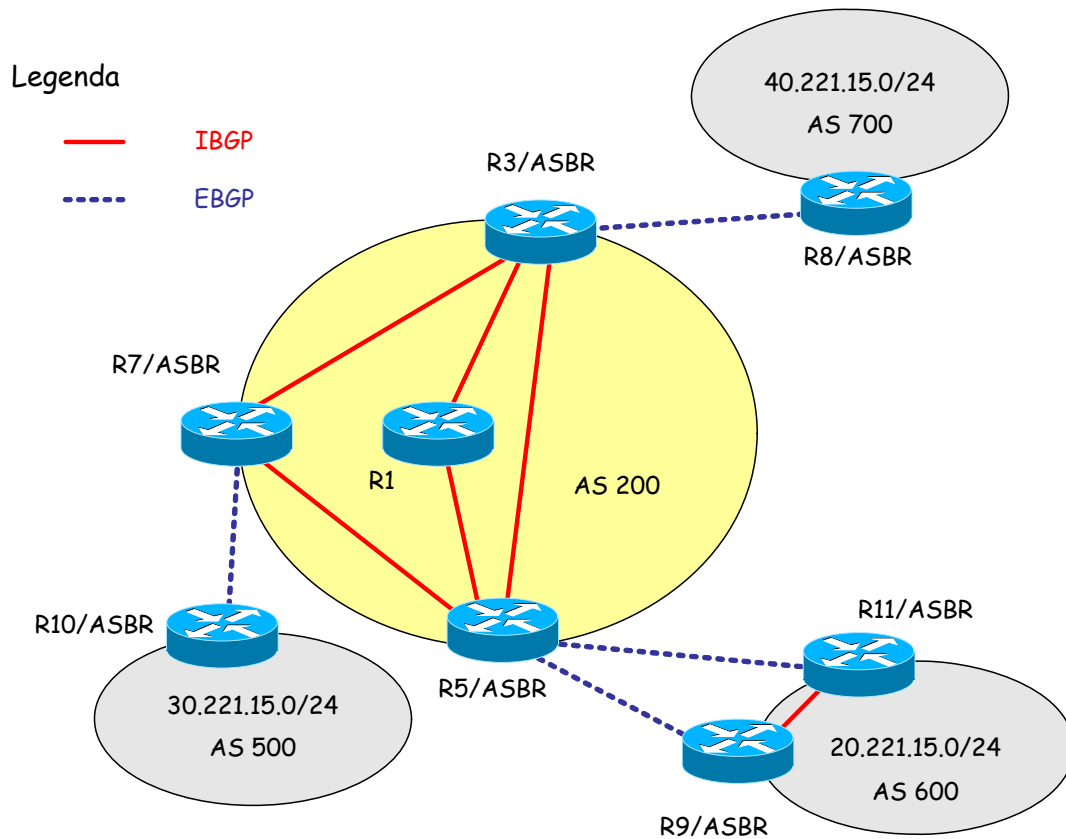 Legenda
IBGP
EBGP
40.221.15.0/24
AS 700
R3/ASBR
R8/ASBR
R7/ASBR
R1
AS 200
R10/ASBR
R5/ASBR
R11/ASBR
30.221.15.0/24
AS 500
20.221.15.0/24
AS 600
R9/ASBR